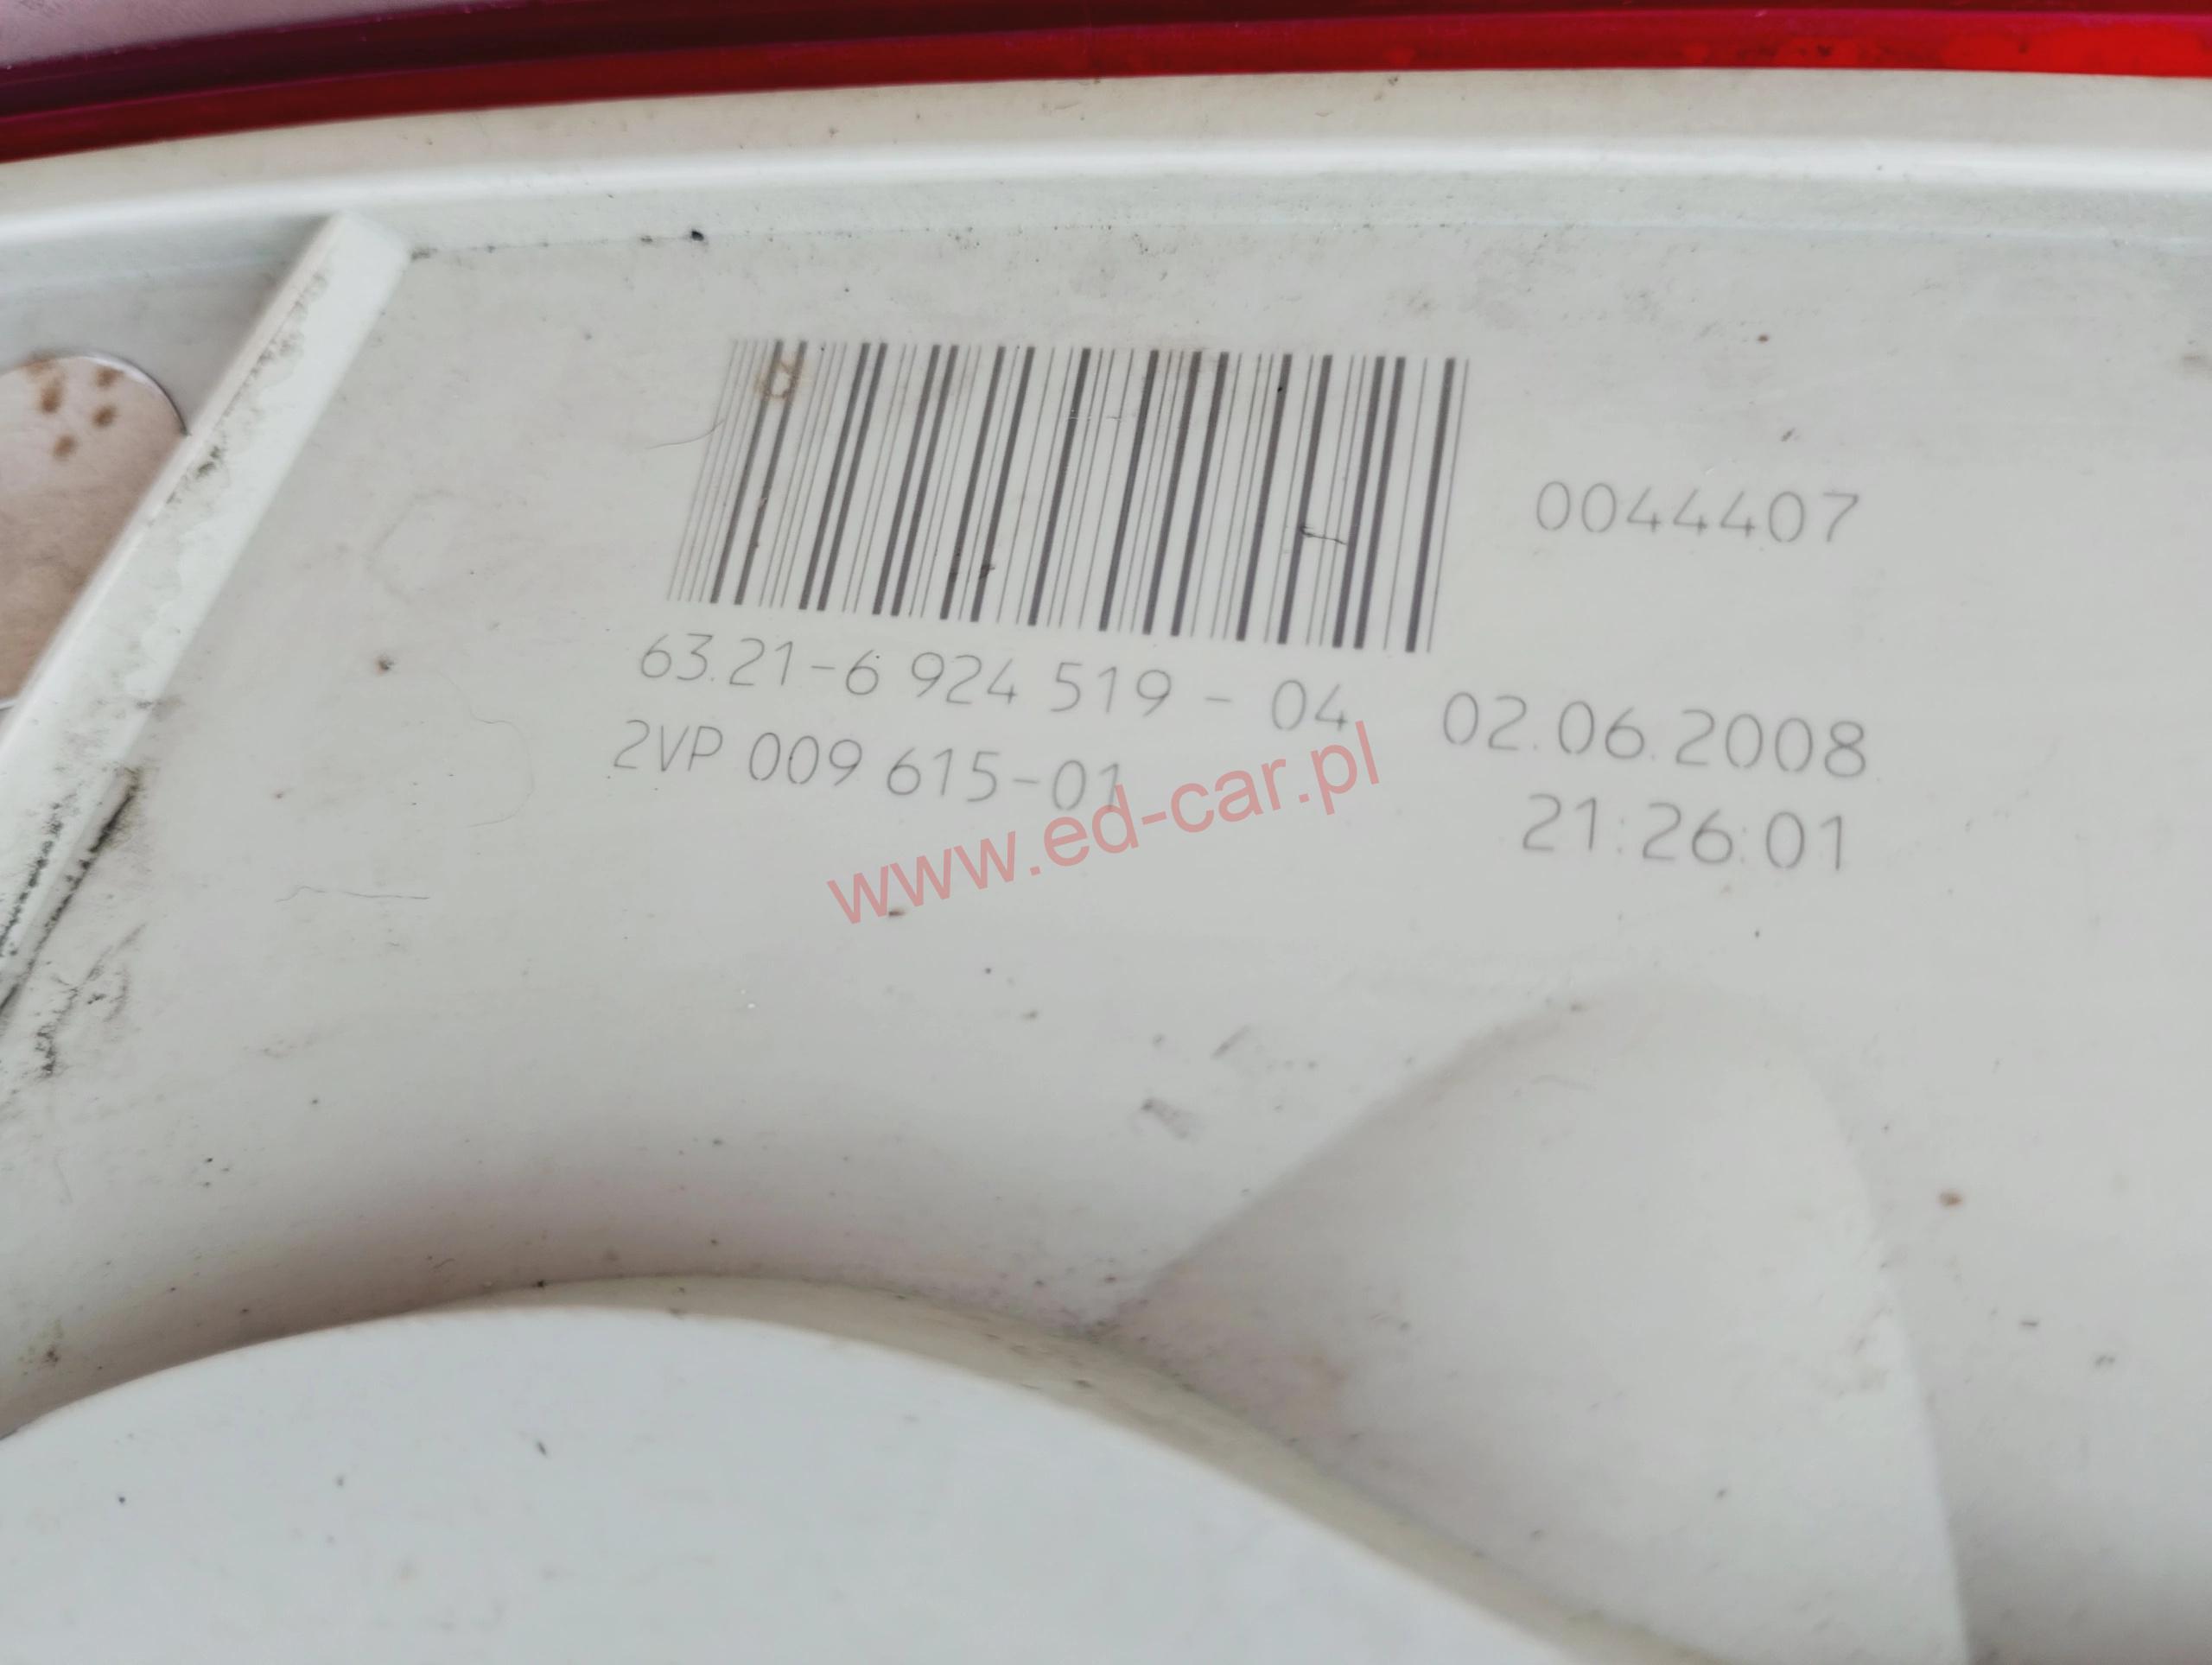 0044407
63.21-6 924 519 - 04 02.06.2008
2VP 009 615-01 21:26:01
www.ed-car.pl